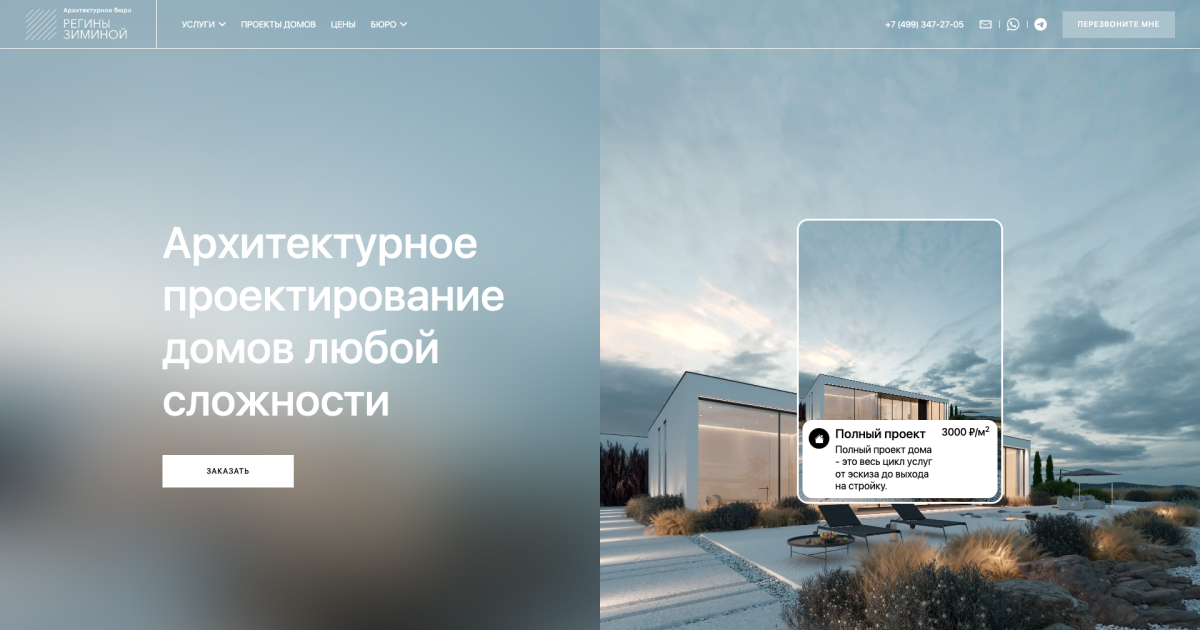 Архитектурное бюро
РЕГИНЫ
ЗИМИНОЙ
УСЛУГИ
ПРОЕКТЫ ДОМОВ
ЦЕНЫ
БЮРО
+7 (499) 347-27-05
ПЕРЕЗВОНИТЕ МНЕ
Архитектурное
проектирование
домов любой
сложности
ЗАКАЗАТЬ
Полный проект
3000 ₽/м²
Полный проект дома
- это весь цикл услуг
от эскиза до выхода
на стройку.